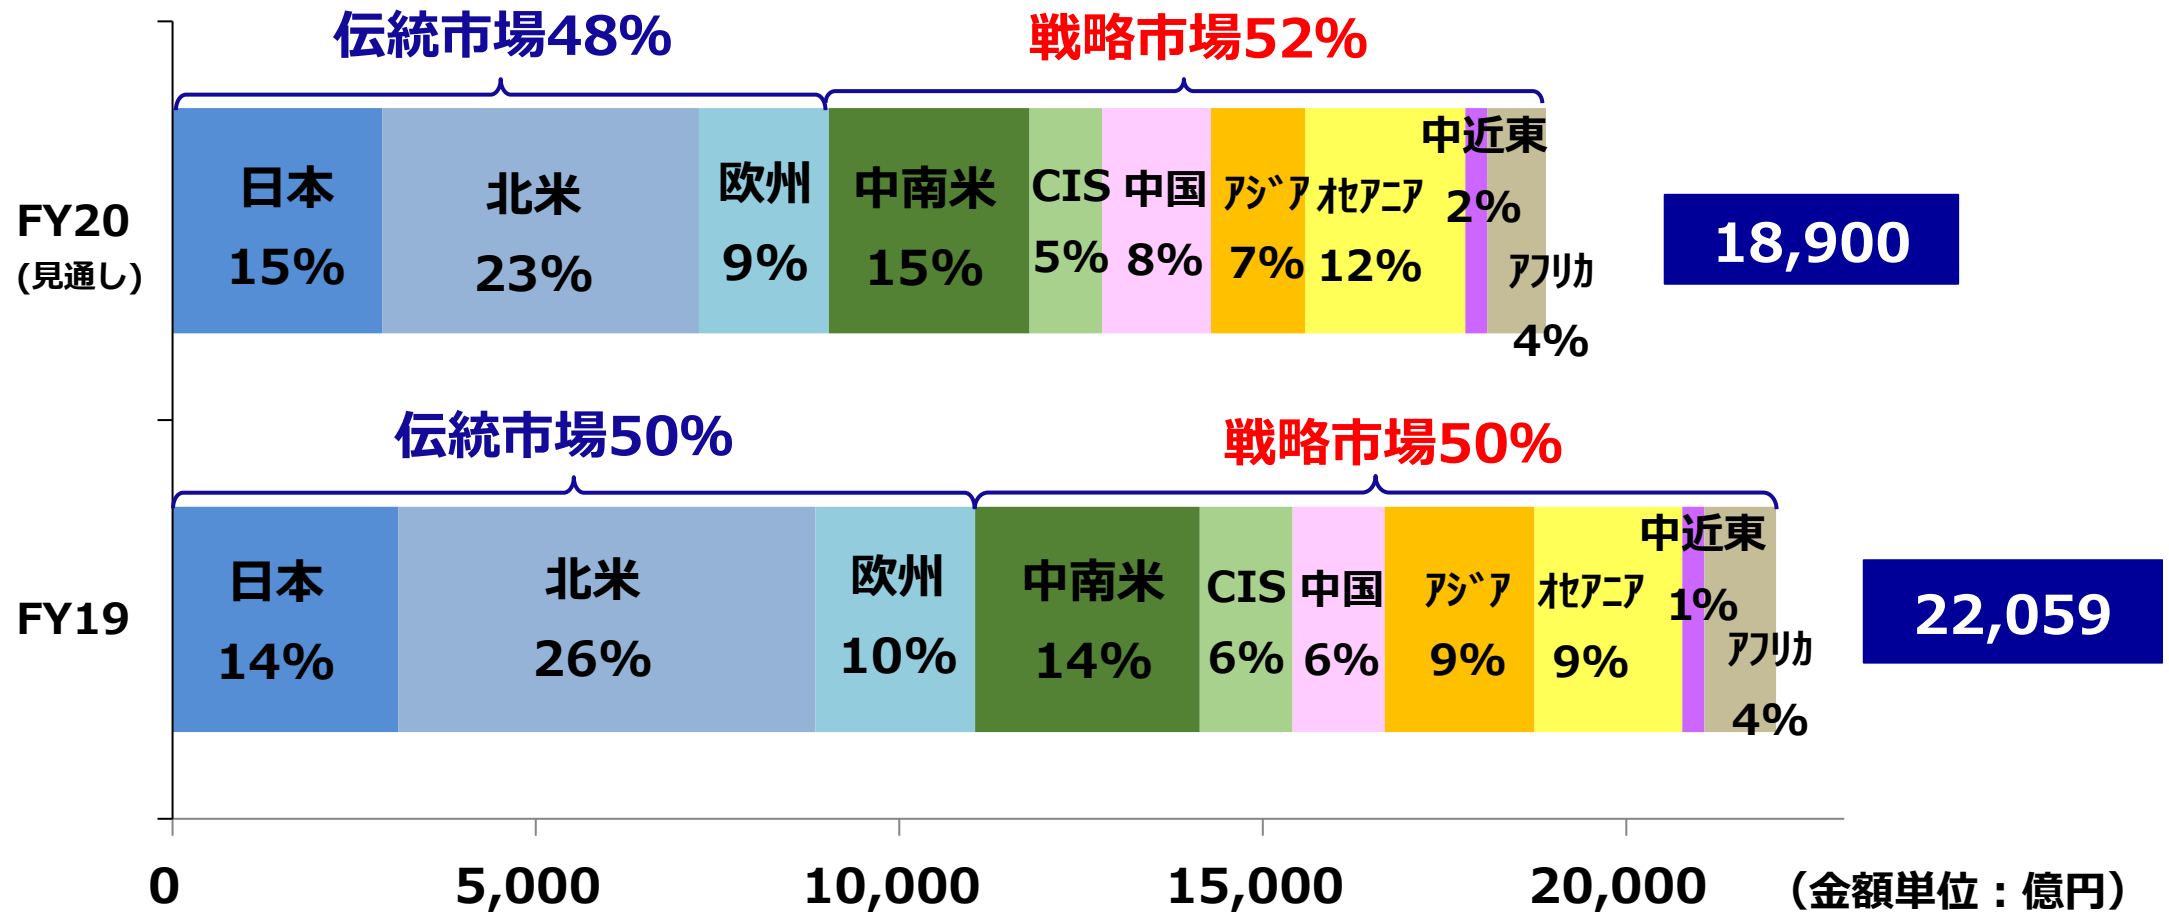 伝統市場48%
戦略市場52%
FY20
(見通し)
日本
15%
北米
23%
欧州
9%
中南米
15%
CIS
5%
中国
8%
ｱｼﾞｱ
7%
ｵｾｱﾆｱ
12%
中近東
2%
ｱﾌﾘｶ
4%
18,900
伝統市場50%
戦略市場50%
FY19
日本
14%
北米
26%
欧州
10%
中南米
14%
CIS
6%
中国
6%
ｱｼﾞｱ
9%
ｵｾｱﾆｱ
9%
中近東
1%
ｱﾌﾘｶ
4%
22,059
0 5,000 10,000 15,000 20,000 （金額単位：億円）